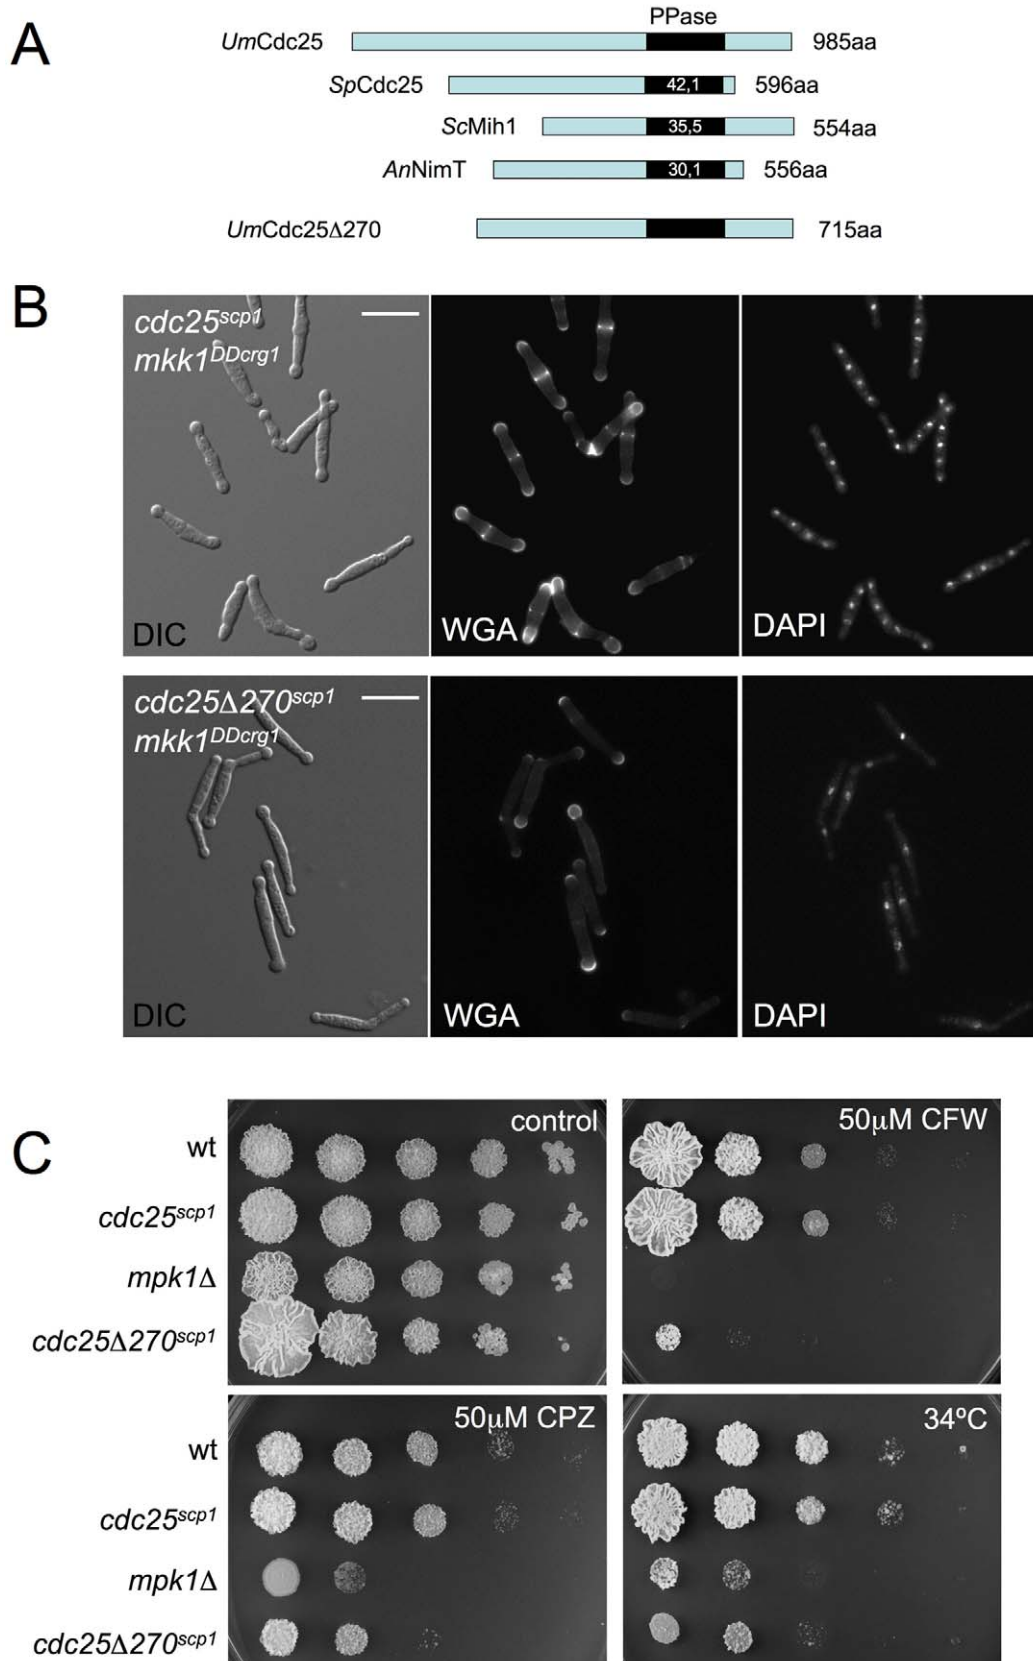 A
PPase
UmCdc25 985aa
SpCdc25 42,1 596aa
ScMih1 35,5 554aa
AnNimT 30,1 556aa
UmCdc25Δ270 715aa
B
cdc25scp1
mkk1DDcrg1
DIC WGA DAPI
cdc25Δ270scp1
mkk1DDcrg1
DIC WGA DAPI
C
control 50μM CFW
wt
cdc25scp1
mpk1Δ
cdc25Δ270scp1
50μM CPZ 34ºC
wt
cdc25scp1
mpk1Δ
cdc25Δ270scp1